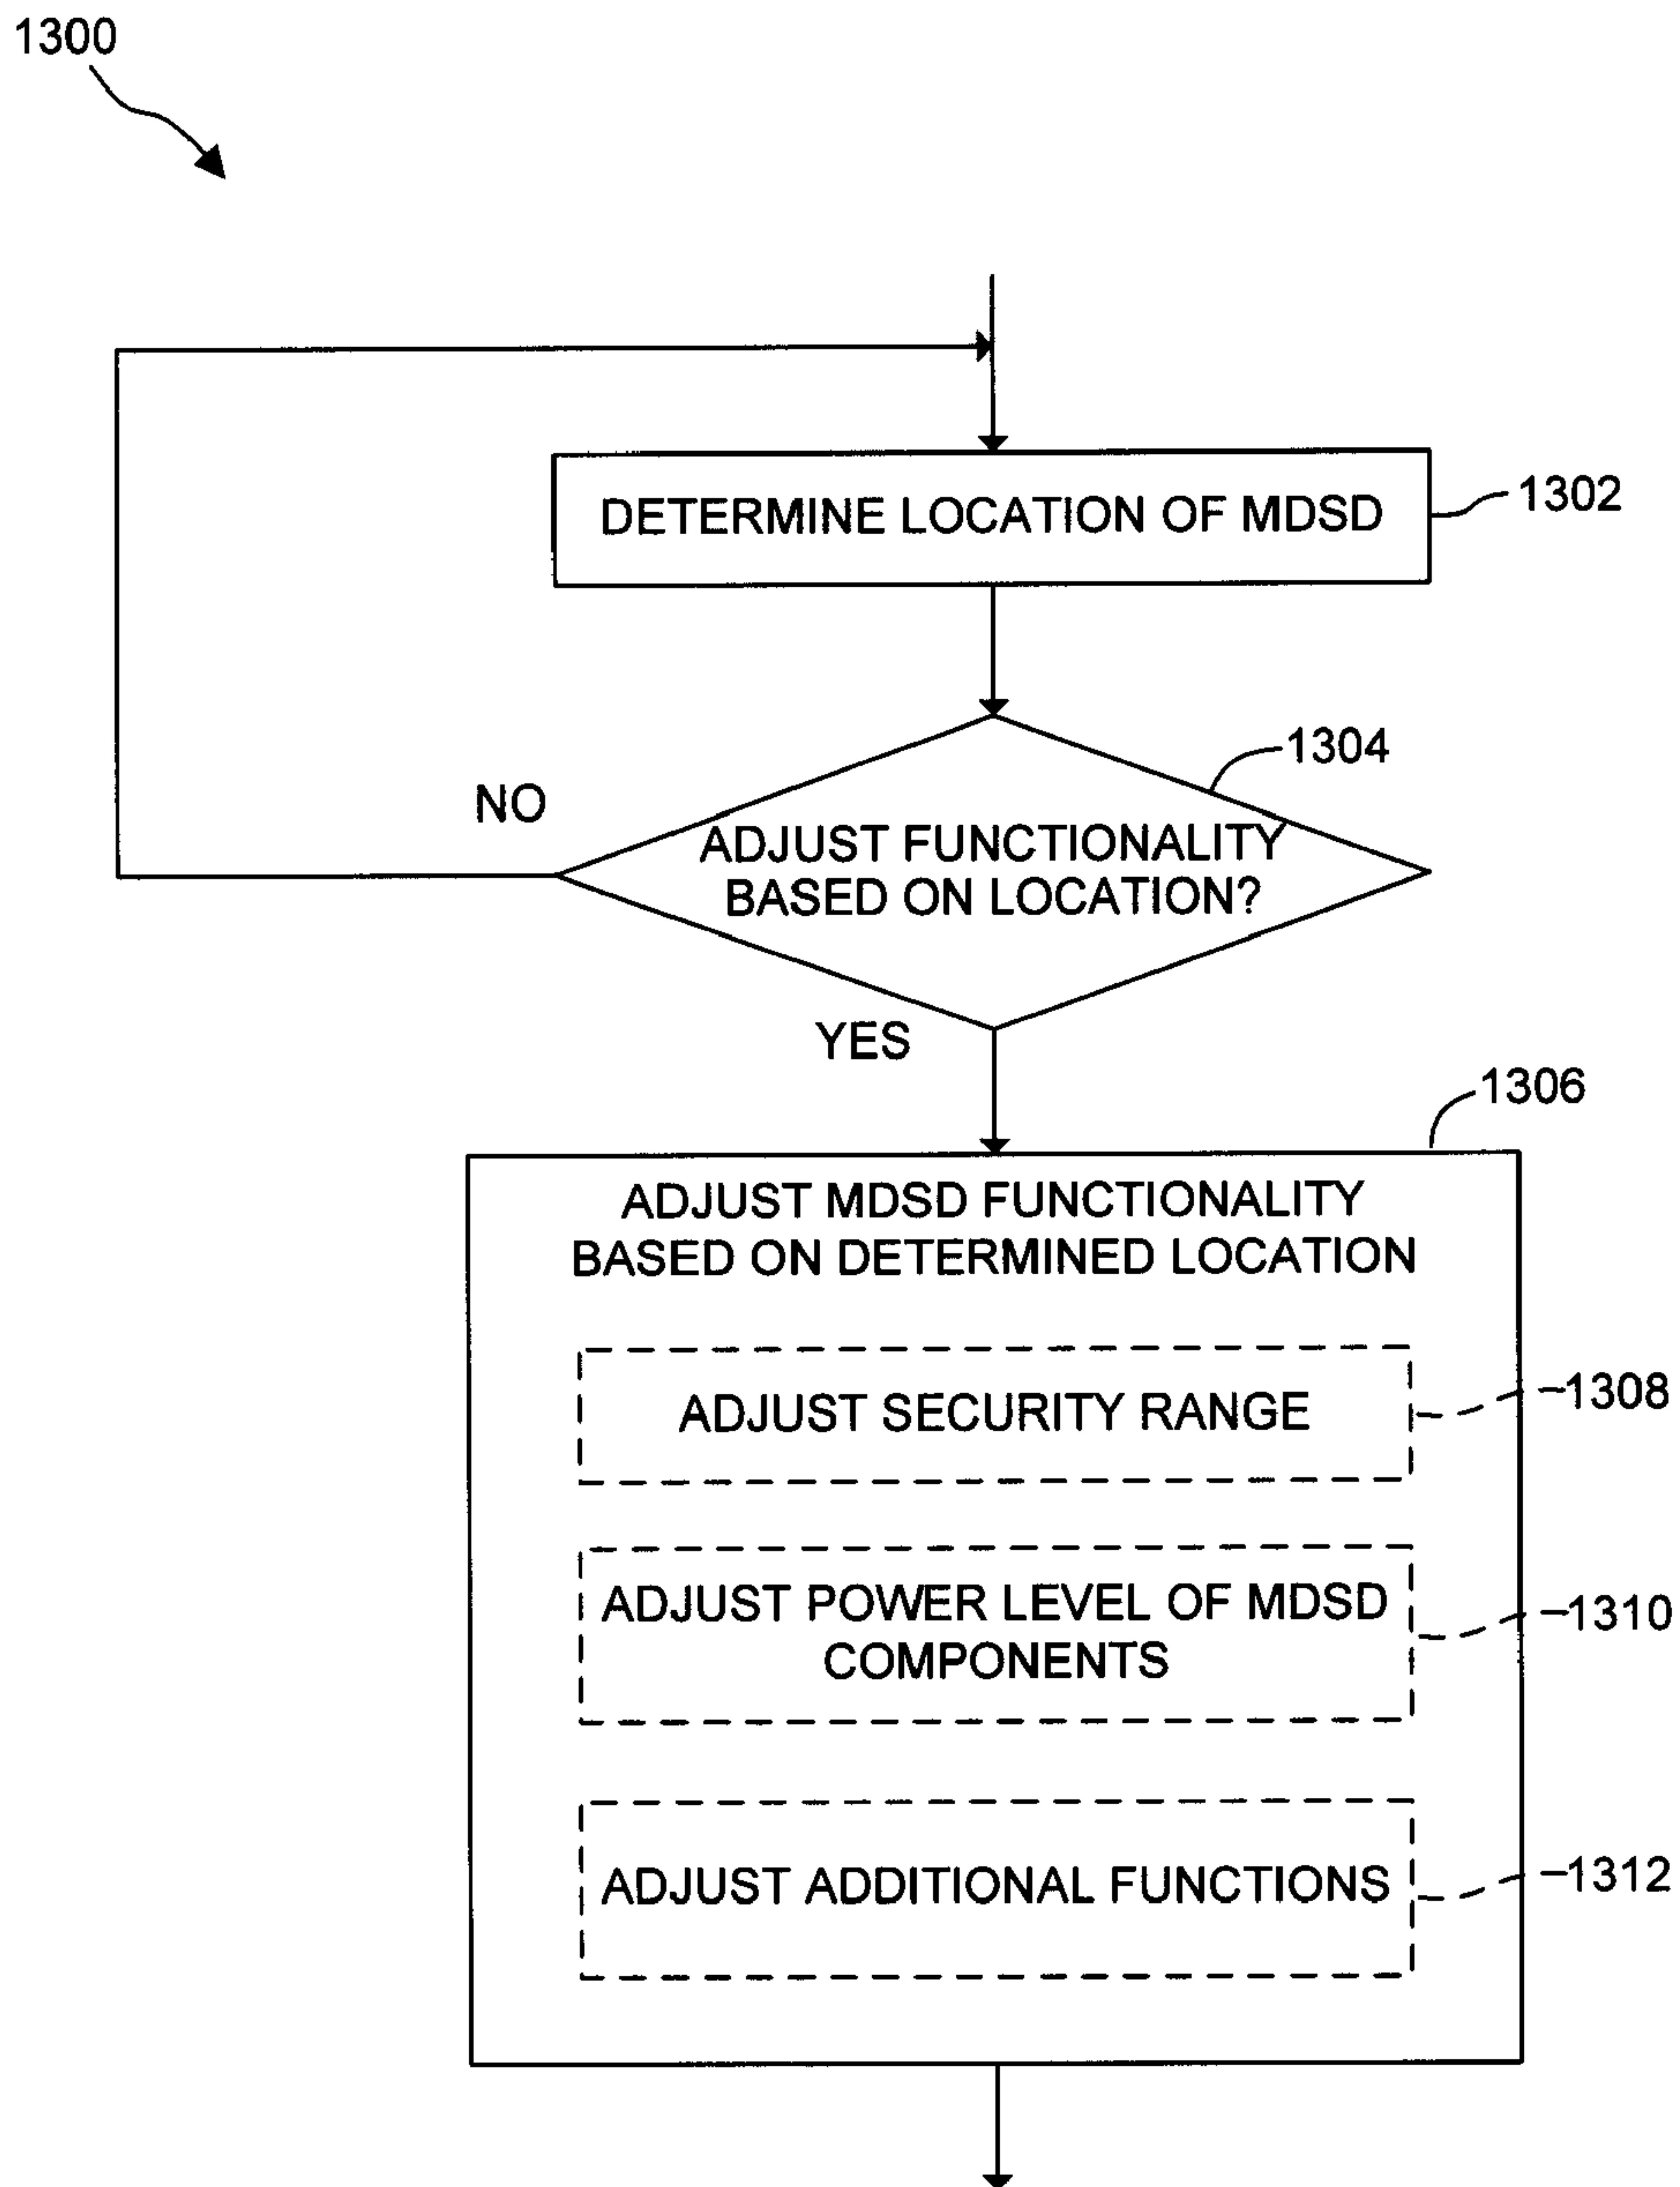 1300
DETERMINE LOCATION OF MDSD
1302
1304
NO
ADJUST FUNCTIONALITY
BASED ON LOCATION?
YES
1306
ADJUST MDSD FUNCTIONALITY
BASED ON DETERMINED LOCATION
ADJUST SECURITY RANGE
1308
ADJUST POWER LEVEL OF MDSD
COMPONENTS
1310
ADJUST ADDITIONAL FUNCTIONS
1312